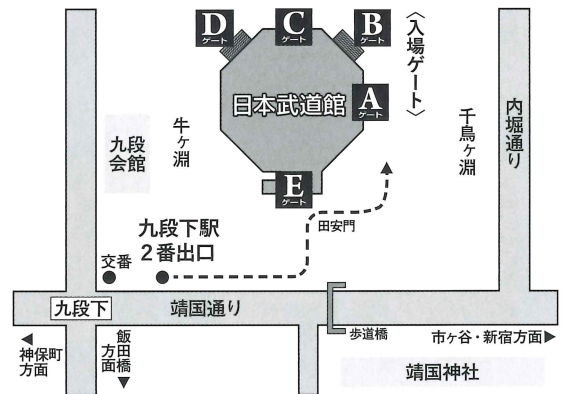 D
ゲート
C
ゲート
B
ゲート
〈入場ゲート〉
日本武道館
A
ゲート
内堀通り
千鳥ヶ淵
牛ヶ淵
九段
会館
E
ゲート
九段下駅
2番出口
田安門
交番
九段下
靖国通り
歩道橋
市ヶ谷・新宿方面▶
◀
神保町
方面
飯田橋
方面
▼
靖国神社